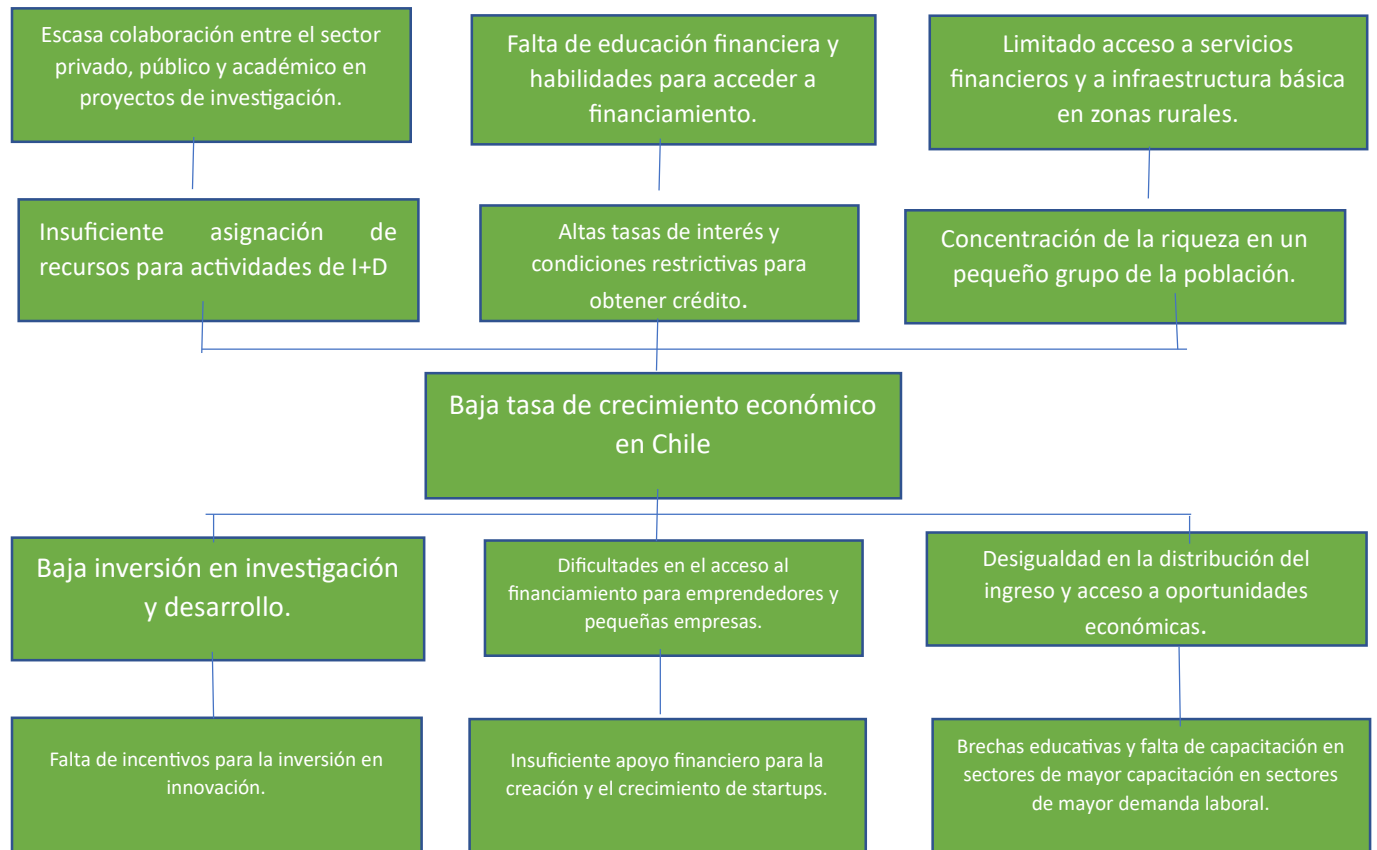 Escasa colaboración entre el sector
privado, público y académico en
proyectos de investigación.
Falta de educación financiera y
habilidades para acceder a
financiamiento.
Limitado acceso a servicios
financieros y a infraestructura básica
en zonas rurales.
Insuficiente asignación de
recursos para actividades de I+D
Altas tasas de interés y
condiciones restrictivas para
obtener crédito.
Concentración de la riqueza en un
pequeño grupo de la población.
Baja tasa de crecimiento económico
en Chile
Baja inversión en investigación
y desarrollo.
Dificultades en el acceso al
financiamiento para emprendedores y
pequeñas empresas.
Desigualdad en la distribución del
ingreso y acceso a oportunidades
económicas.
Falta de incentivos para la inversión en
innovación.
Insuficiente apoyo financiero para la
creación y el crecimiento de startups.
Brechas educativas y falta de capacitación en
sectores de mayor capacitación en sectores
de mayor demanda laboral.